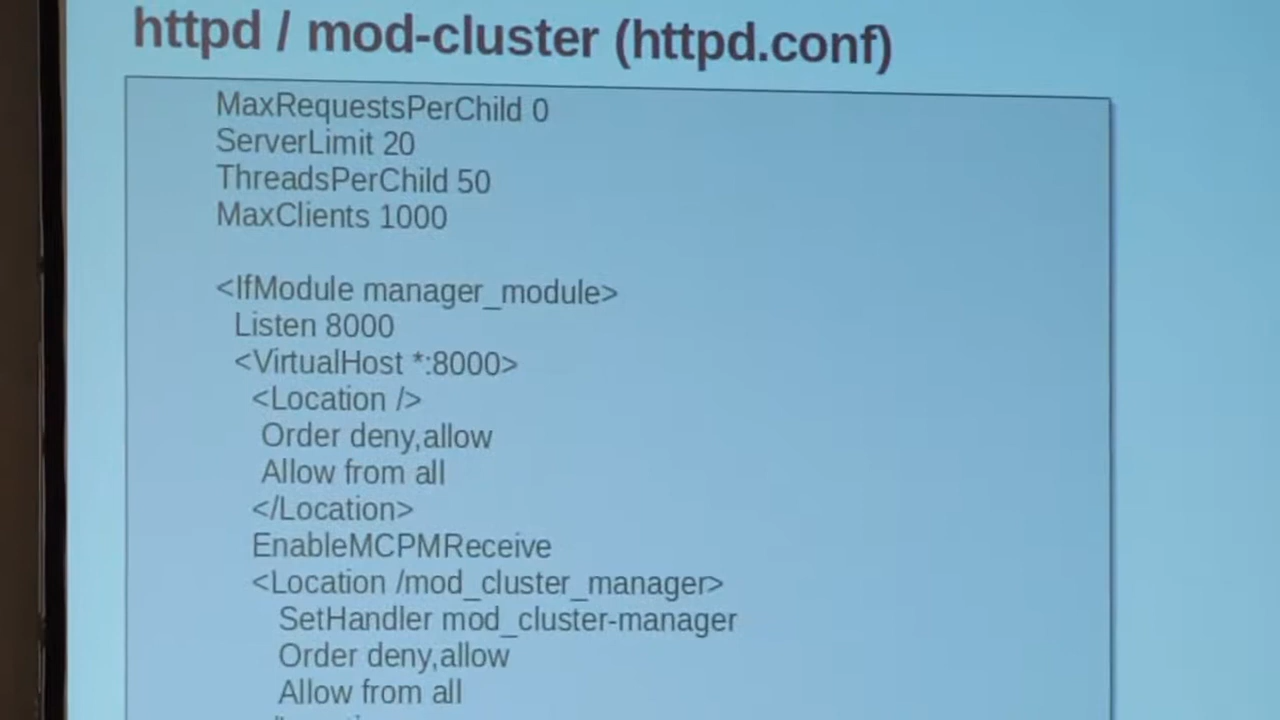 httpd / mod-cluster (httpd.conf)
MaxRequestsPerChild 0
ServerLimit 20
ThreadsPerChild 50
MaxClients 1000
<IfModule manager_module>
Listen 8000
<VirtualHost *:8000>
<Location />
Order deny,allow
Allow from all
</Location>
EnableMCPMReceive
<Location /mod_cluster_manager>
SetHandler mod_cluster-manager
Order deny,allow
Allow from all